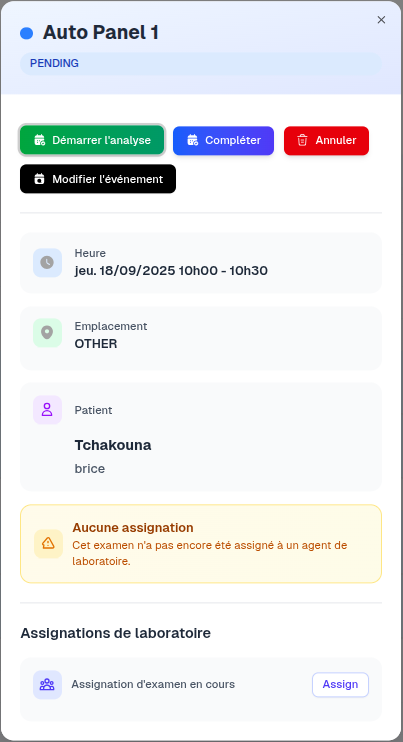 Auto Panel 1
PENDING
Démarrer l'analyse
Compléter
Annuler
Modifier l'événement
Heure
jeu. 18/09/2025 10h00 - 10h30
Emplacement
OTHER
Patient
Tchakouna
brice
Aucune assignation
Cet examen n'a pas encore été assigné à un agent de
laboratoire.
Assignations de laboratoire
Assignation d'examen en cours
Assign